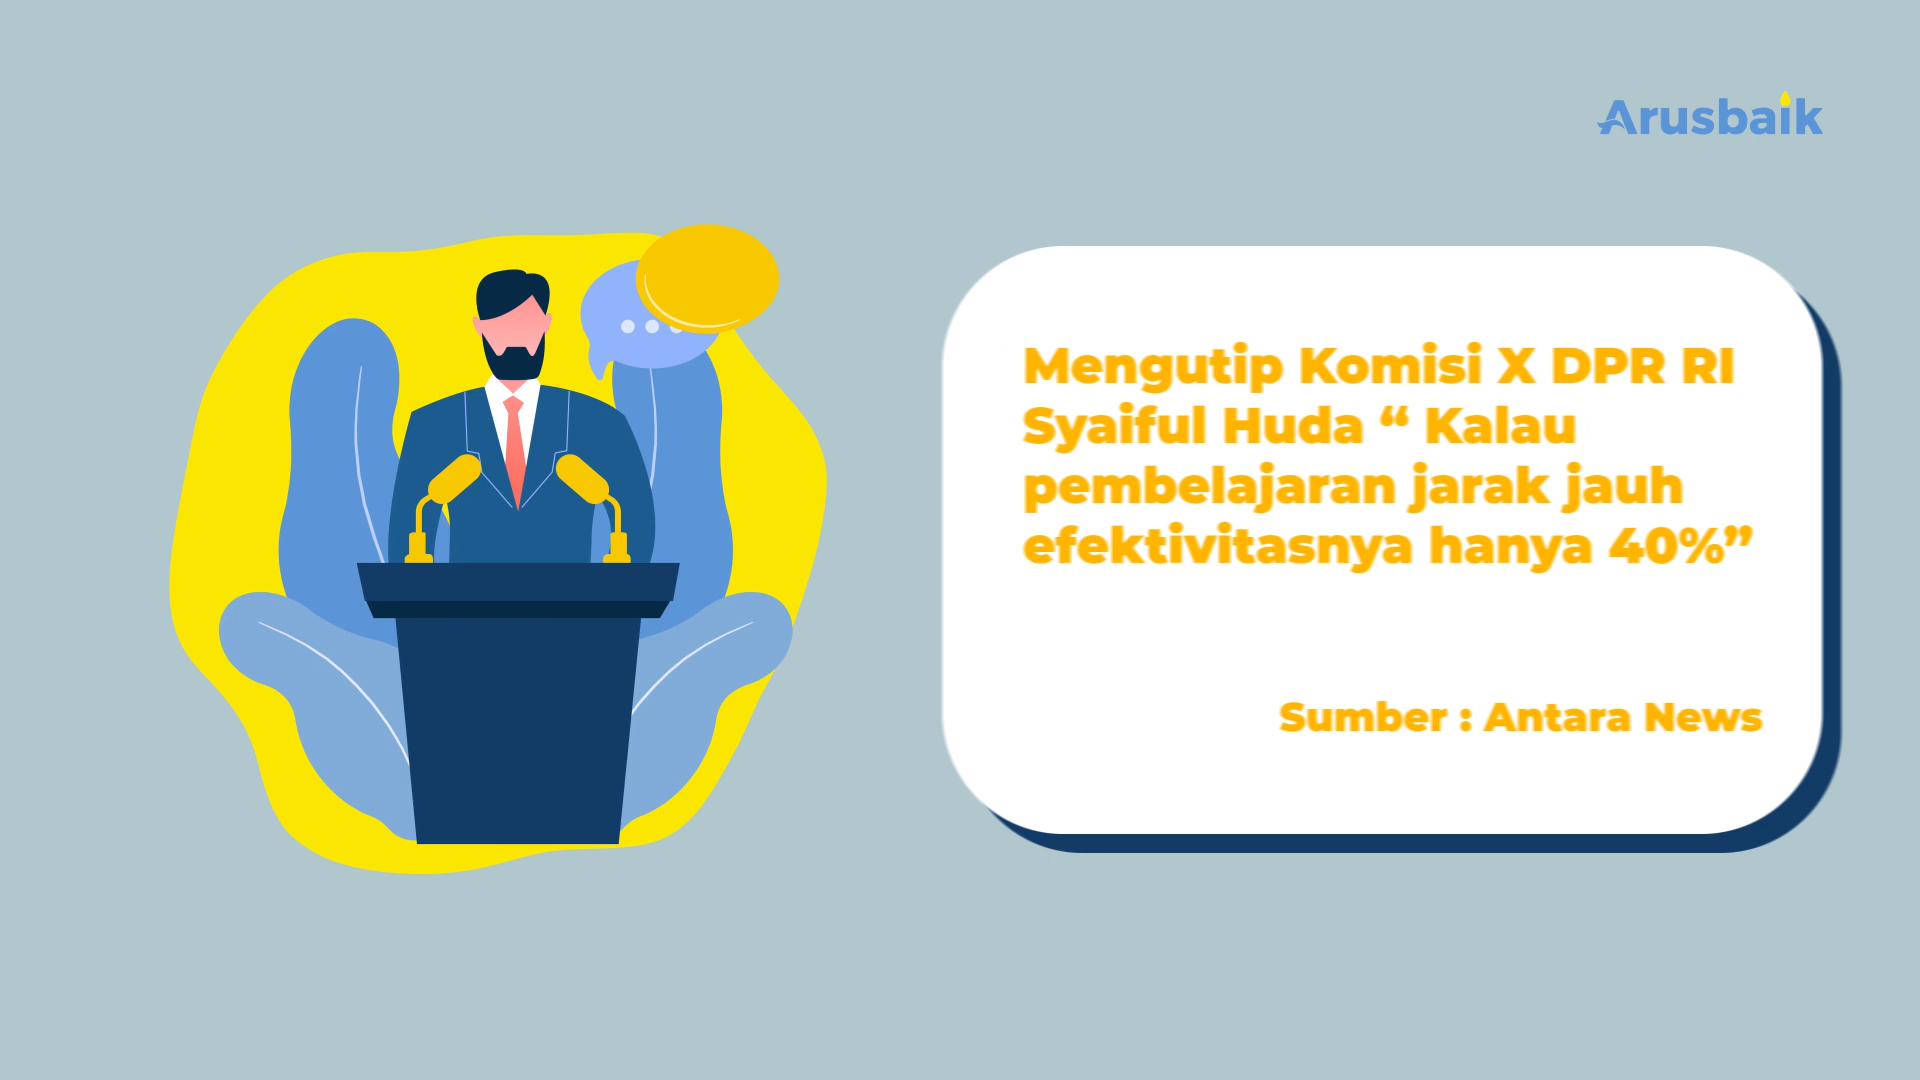 Arusbaik
Mengutip Komisi X DPR RI
Syaiful Huda “ Kalau
pembelajaran jarak jauh
efektivitasnya hanya 40%”
Sumber : Antara News